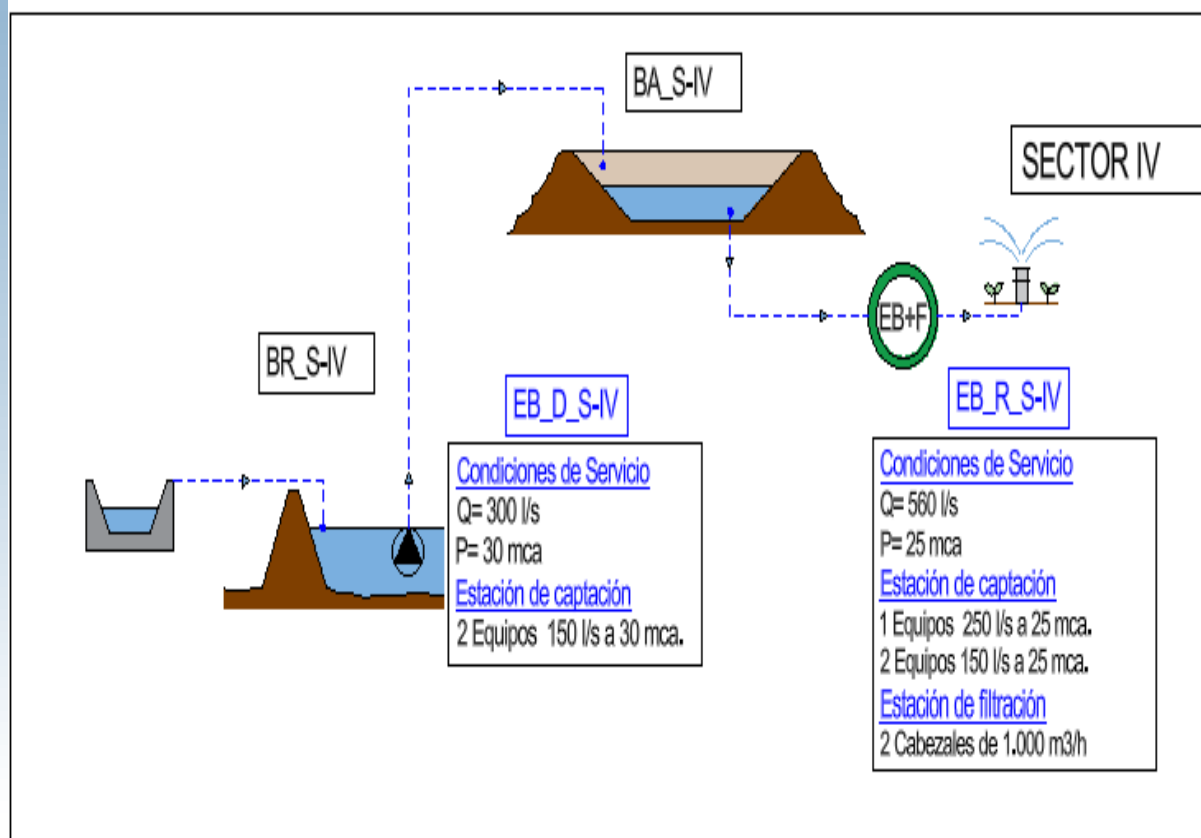 BA_S-IV
SECTOR IV
EB+F
BR_S-IV
EB_D_S-IV
Condiciones de Servicio
Q= 300 l/s
P= 30 mca
Estación de captación
2 Equipos 150 l/s a 30 mca.
EB_R_S-IV
Condiciones de Servicio
Q= 560 l/s
P= 25 mca
Estación de captación
1 Equipos 250 l/s a 25 mca.
2 Equipos 150 l/s a 25 mca.
Estación de filtración
2 Cabezales de 1.000 m3/h